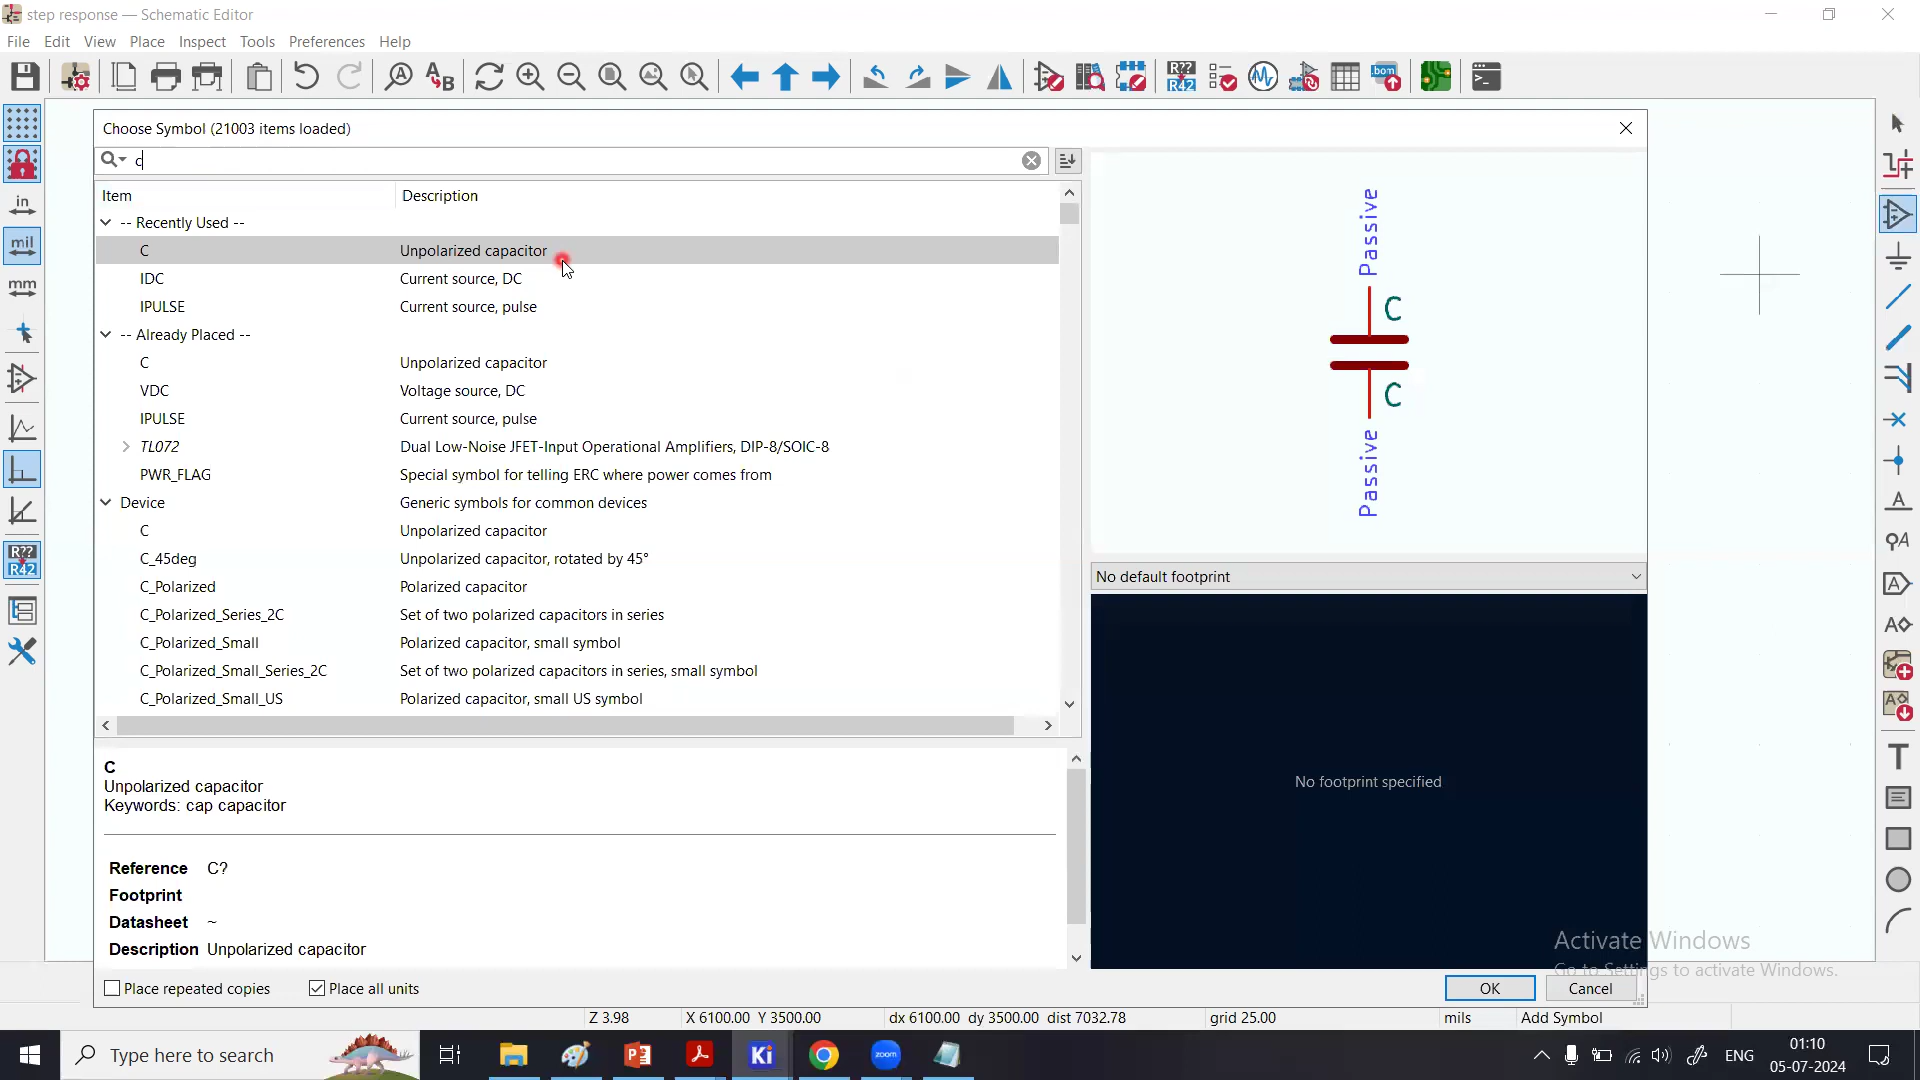 step response — Schematic Editor
File Edit View Place Inspect Tools Preferences Help
Choose Symbol (21003 items loaded)
c
Item Description
-- Recently Used --
C Unpolarized capacitor
IDC Current source, DC
IPULSE Current source, pulse
-- Already Placed --
C Unpolarized capacitor
VDC Voltage source, DC
IPULSE Current source, pulse
TL072 Dual Low-Noise JFET-Input Operational Amplifiers, DIP-8/SOIC-8
PWR_FLAG Special symbol for telling ERC where power comes from
Device Generic symbols for common devices
C Unpolarized capacitor
C_45deg Unpolarized capacitor, rotated by 45°
C_Polarized Polarized capacitor
C_Polarized_Series_2C Set of two polarized capacitors in series
C_Polarized_Small Polarized capacitor, small symbol
C_Polarized_Small_Series_2C Set of two polarized capacitors in series, small symbol
C_Polarized_Small_US Polarized capacitor, small US symbol
C
Unpolarized capacitor
Keywords: cap capacitor
Reference C?
Footprint
Datasheet ~
Description Unpolarized capacitor
Place repeated copies Place all units
Passive
C
C
Passive
No default footprint
No footprint specified
OK Cancel
Activate Windows
Go to Settings to activate Windows.
in
mil
mm
R??
R42
R??
R42
.bom
A
A
A
A
A
T
Z 3.98 X 6100.00 Y 3500.00 dx 6100.00 dy 3500.00 dist 7032.78 grid 25.00 mils Add Symbol
Type here to search
Ki
zoom
ENG
01:10
05-07-2024